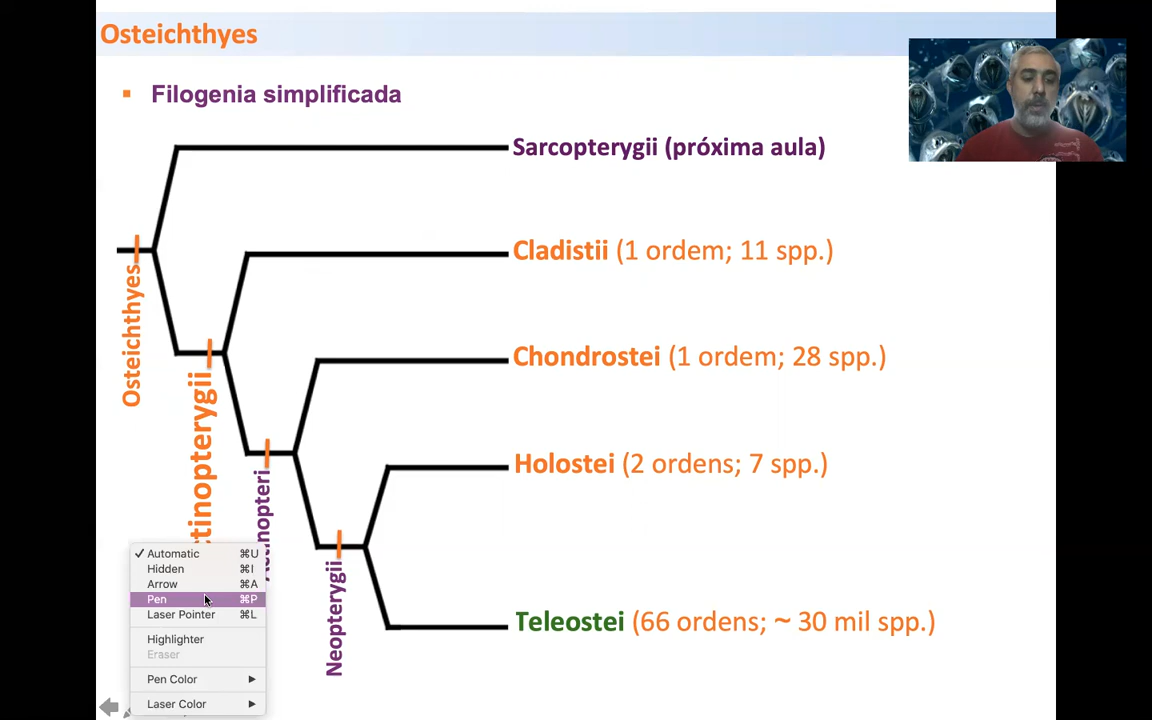 Osteichthyes
▪ Filogenia simplificada
Sarcopterygii (próxima aula)
Cladistii (1 ordem; 11 spp.)
Chondrostei (1 ordem; 28 spp.)
Holostei (2 ordens; 7 spp.)
Teleostei (66 ordens; ~ 30 mil spp.)
Osteichthyes
tinopterygii
nopteri
Neopterygii
✓ Automatic ⌘U
Hidden ⌘I
Arrow ⌘A
Pen ⌘P
Laser Pointer ⌘L
Highlighter
Eraser
Pen Color ▶
Laser Color ▶